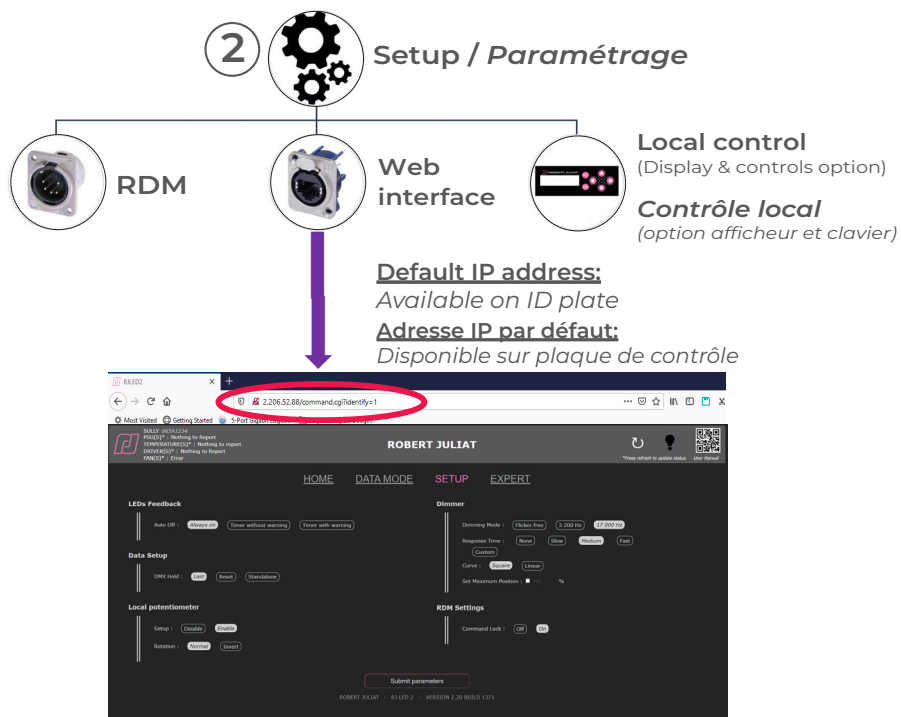 2
Setup / Paramétrage
RDM
Web
interface
Local control
(Display & controls option)
Contrôle local
(option afficheur et clavier)
ROBERT JULIAT
Default IP address:
Available on ID plate
Adresse IP par défaut:
Disponible sur plaque de contrôle
RJLED2
2.206.52.88/command.cgi?identify=1
Most Visited Getting Started 5-Port Gigabit
SULLY 065A1234
PSU(S)* : Nothing to Report
TEMPERATURE(S)* : Nothing to report
DRIVER(S)* : Nothing to Report
FAN(S)* : Error
ROBERT JULIAT
*Press refresh to update status
User Manual
HOME DATA MODE SETUP EXPERT
LEDs Feedback
Auto Off : Always on Timer without warning Timer with warning
Data Setup
DMX Hold : Last Reset Standalone
Local potentiometer
Setup : Disable Enable
Rotation : Normal Invert
Dimmer
Dimming Mode : Flicker free 3 200 Hz 17 000 Hz
Response Time : None Slow Medium Fast
Custom
Curve : Square Linear
Set Maximum Position : %
RDM Settings
Command Lock : Off On
Submit parameters
ROBERT JULIAT - RJ LED 2 - VERSION 2.20 BUILD 1371